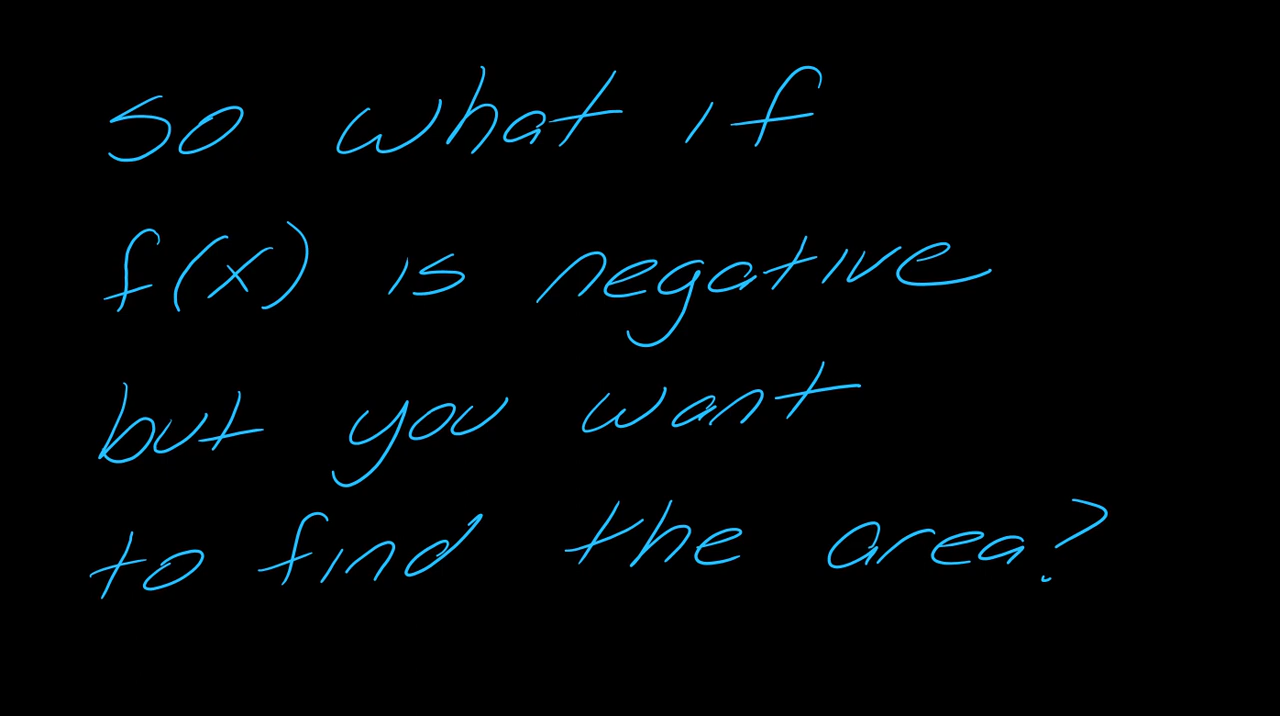 so what if
f(x) is negative
but you want
to find the area?